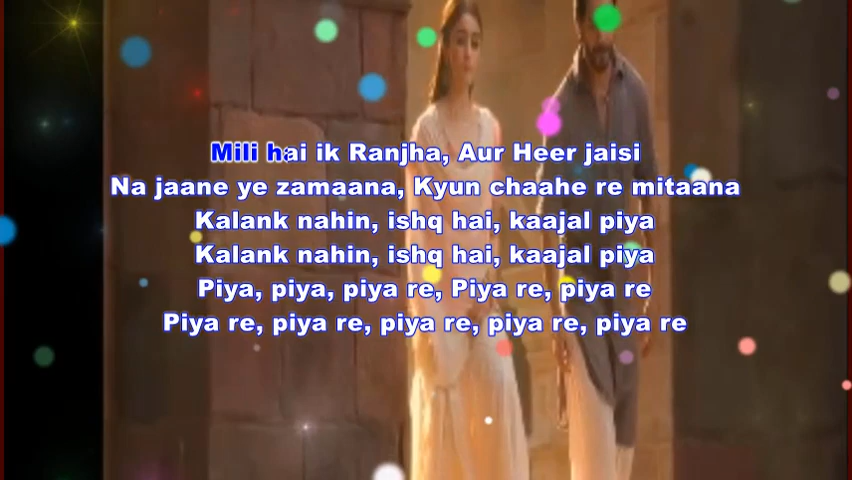 Mili hai ik Ranjha, Aur Heer jaisi
Na jaane ye zamaana, Kyun chaahe re mitaana
Kalank nahin, ishq hai, kaajal piya
Kalank nahin, ishq hai, kaajal piya
Piya, piya, piya re, Piya re, piya re
Piya re, piya re, piya re, piya re, piya re